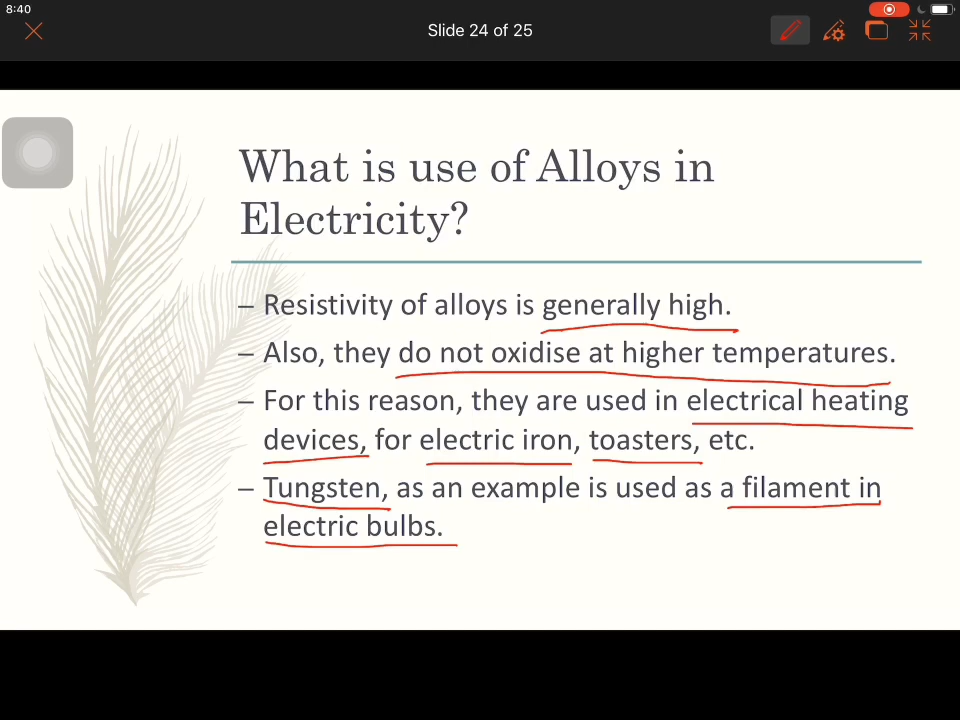 8:40
Slide 24 of 25
What is use of Alloys in
Electricity?
– Resistivity of alloys is generally high.
– Also, they do not oxidise at higher temperatures.
– For this reason, they are used in electrical heating
devices, for electric iron, toasters, etc.
– Tungsten, as an example is used as a filament in
electric bulbs.